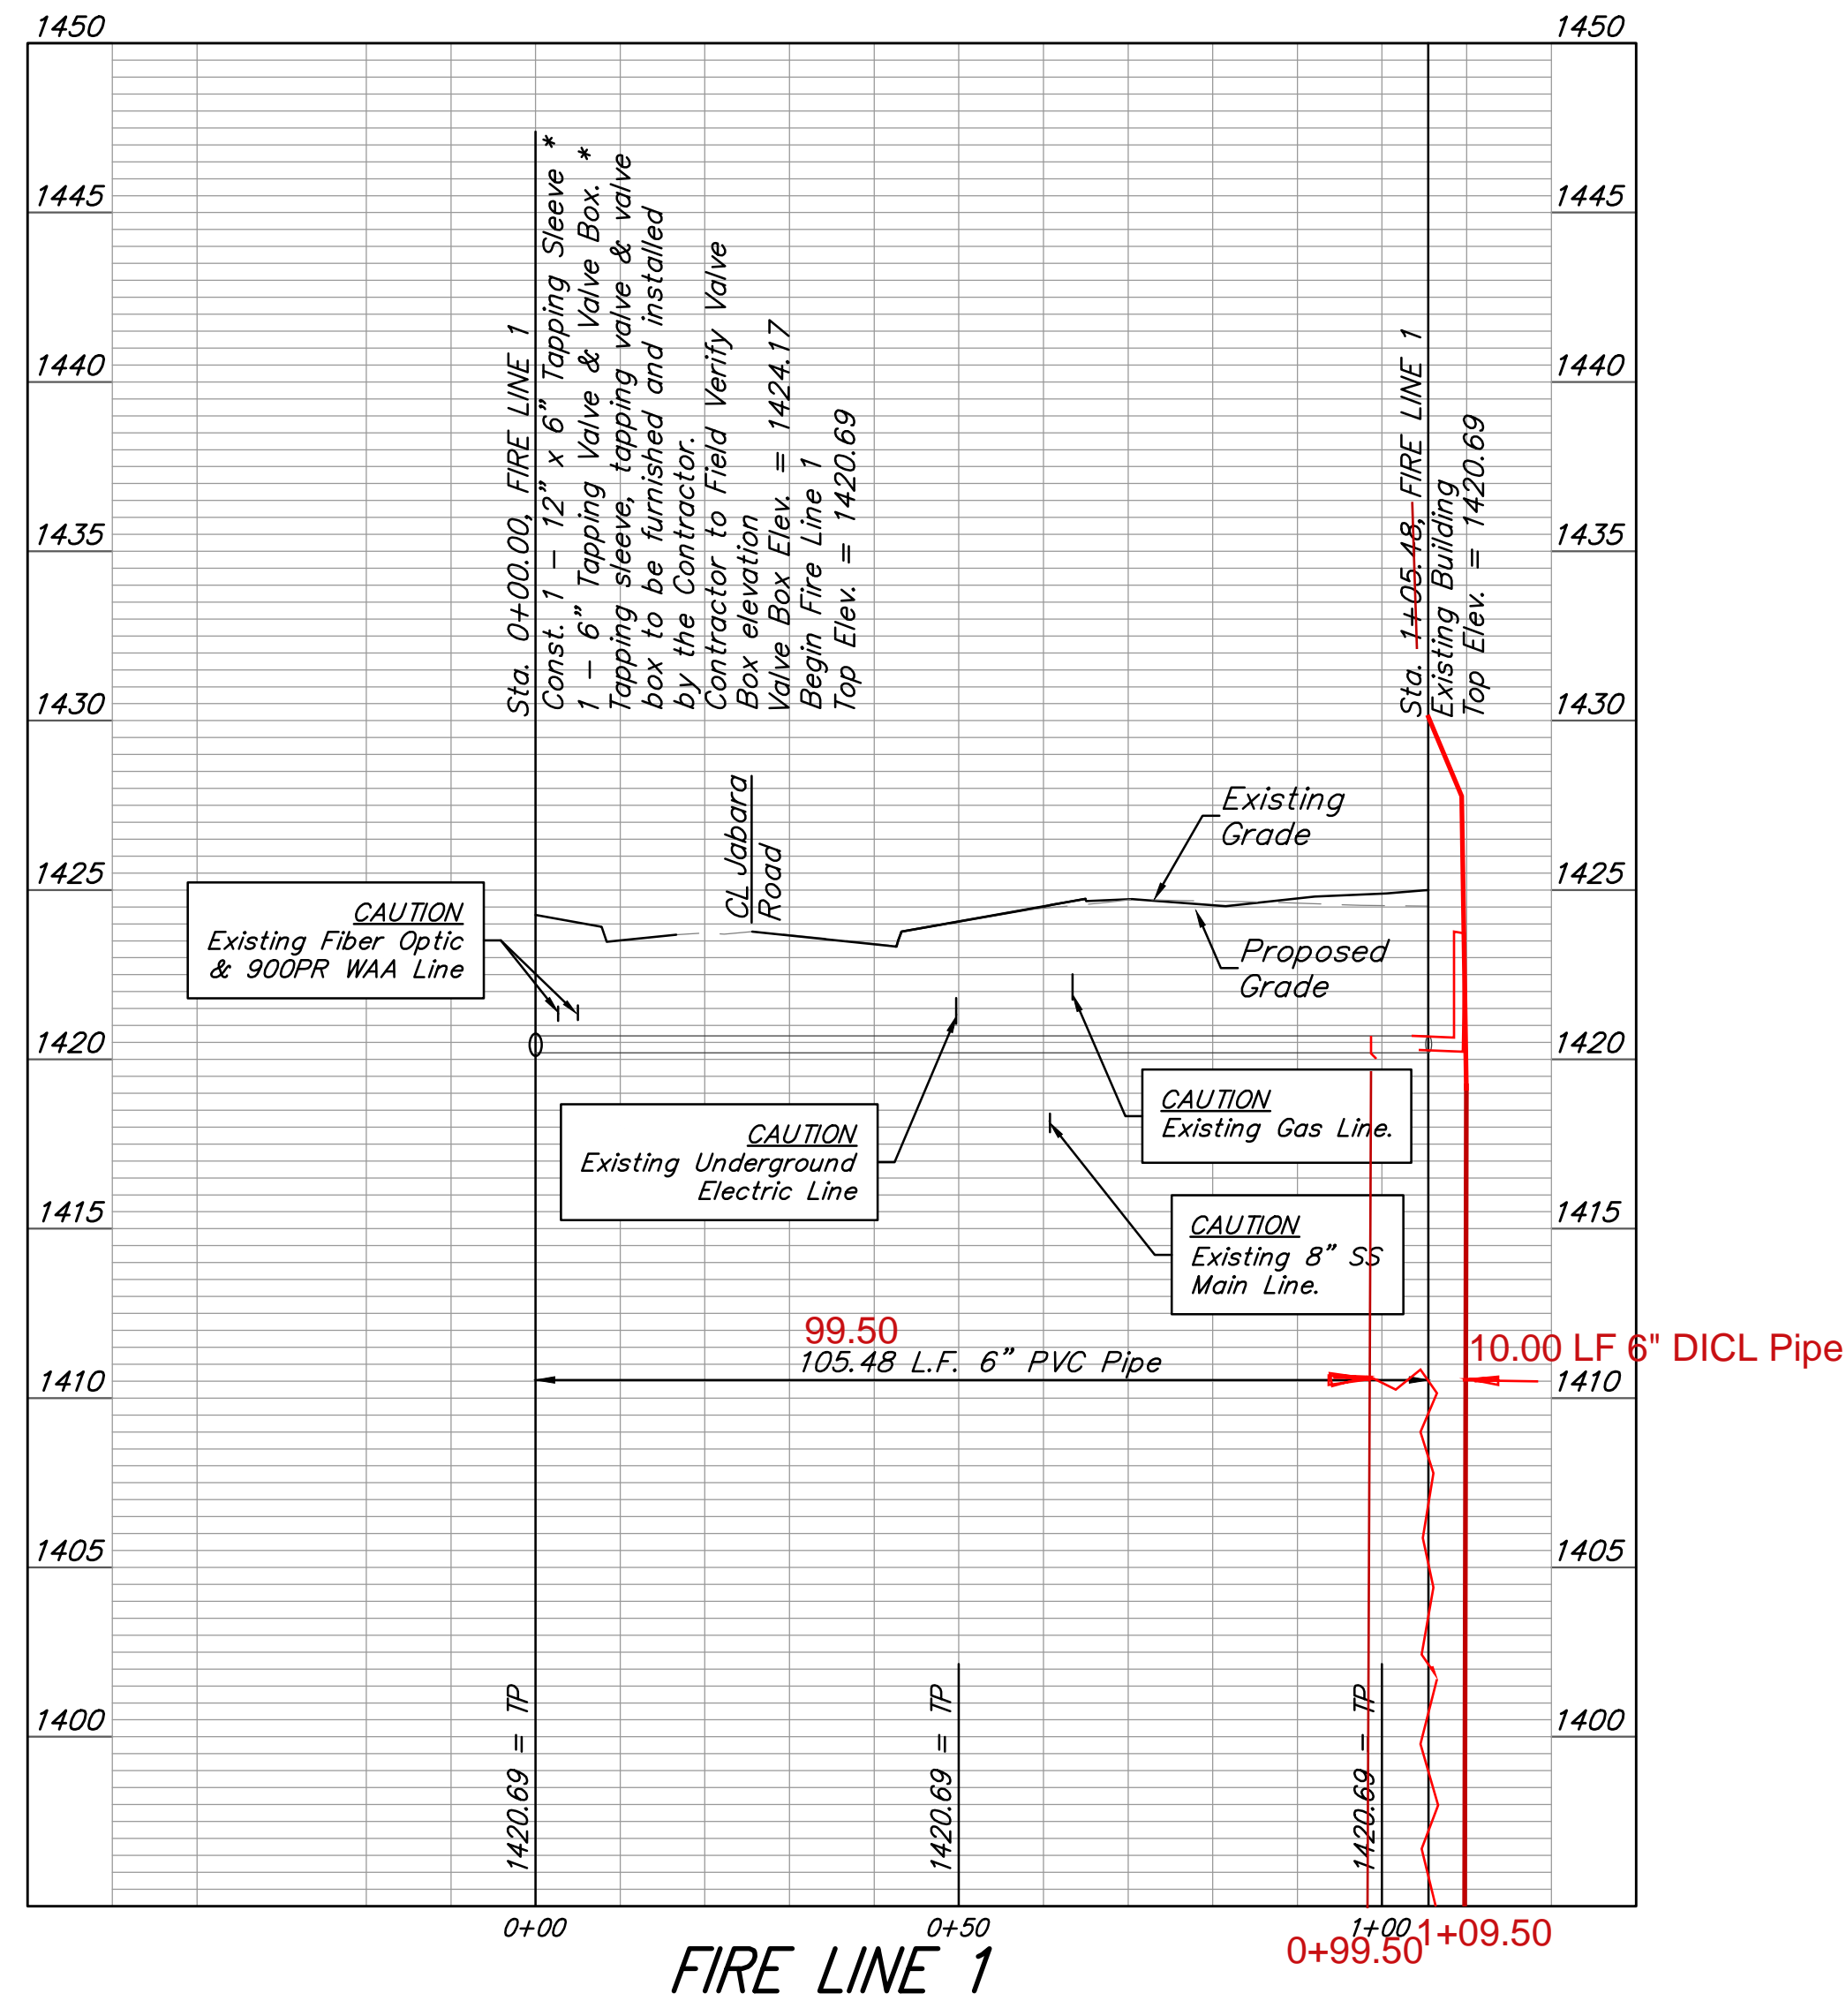 1450
1450
1445
1445
1440
1440
1435
1435
1430
1430
1425
1425
1420
1420
1415
1415
1410
1410
1405
1405
1400
1400
Sta. 0+00.00, FIRE LINE 1
Const. 1 - 12" x 6" Tapping Sleeve *
1 - 6" Tapping Valve & Valve Box. *
Tapping sleeve, tapping valve & valve
box to be furnished and installed
by the Contractor.
Contractor to Field Verify Valve
Box elevation
Valve Box Elev. = 1424.17
Begin Fire Line 1
Top Elev. = 1420.69
Sta. 1+05.48, FIRE LINE 1
Existing Building
Top Elev. = 1420.69
CL Jabara
Road
Existing
Grade
Proposed
Grade
CAUTION
Existing Fiber Optic
& 900PR WAA Line
CAUTION
Existing Underground
Electric Line
CAUTION
Existing Gas Line.
CAUTION
Existing 8" SS
Main Line.
99.50
105.48 L.F. 6" PVC Pipe
10.00 LF 6" DICL Pipe
1420.69 = TP
1420.69 = TP
1420.69 = TP
0+00
0+50
1+00
0+99.50
1+09.50
FIRE LINE 1